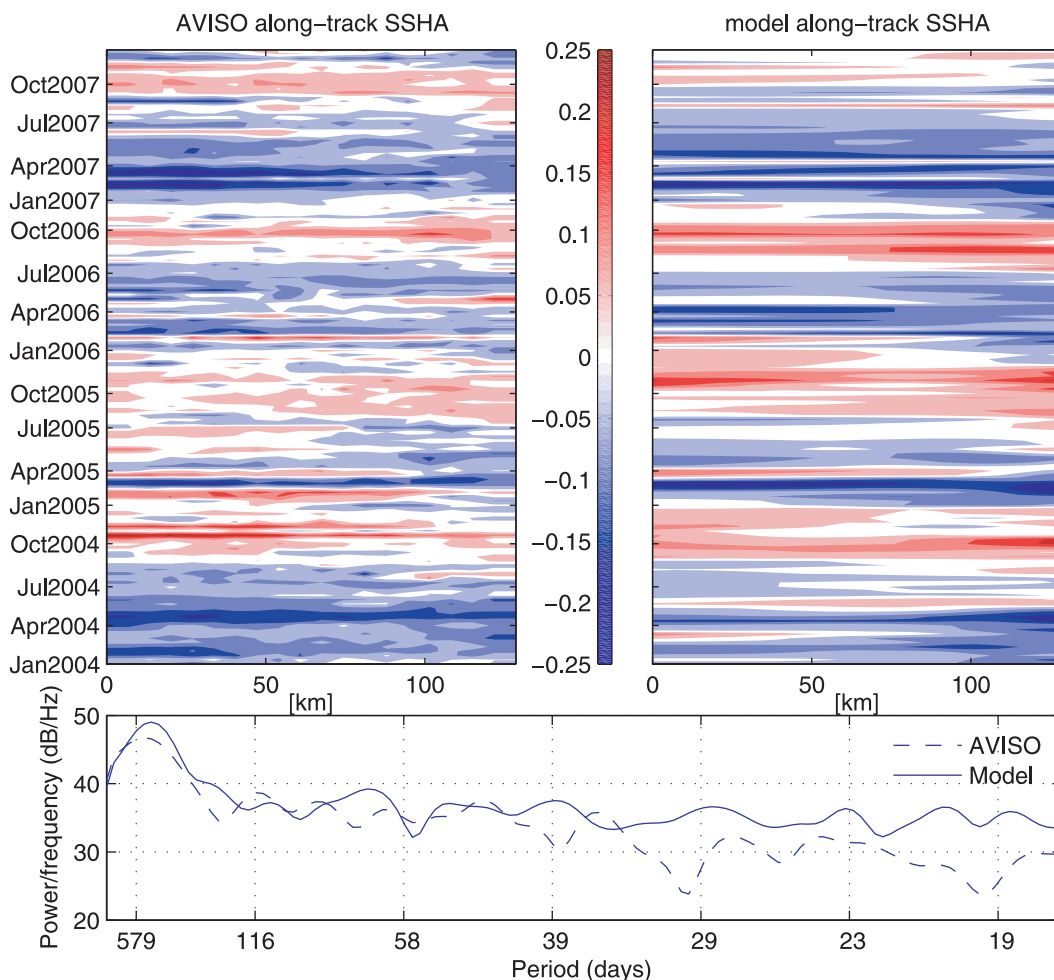 AVISO along−track SSHA
model along−track SSHA
Oct2007
Jul2007
Apr2007
Jan2007
Oct2006
Jul2006
Apr2006
Jan2006
Oct2005
Jul2005
Apr2005
Jan2005
Oct2004
Jul2004
Apr2004
Jan2004
0
50
100
[km]
0.25
0.2
0.15
0.1
0.05
0
−0.05
−0.1
−0.15
−0.2
−0.25
0
50
100
[km]
Power/frequency (dB/Hz)
50
40
30
20
AVISO
Model
579
116
58
39
29
23
19
Period (days)